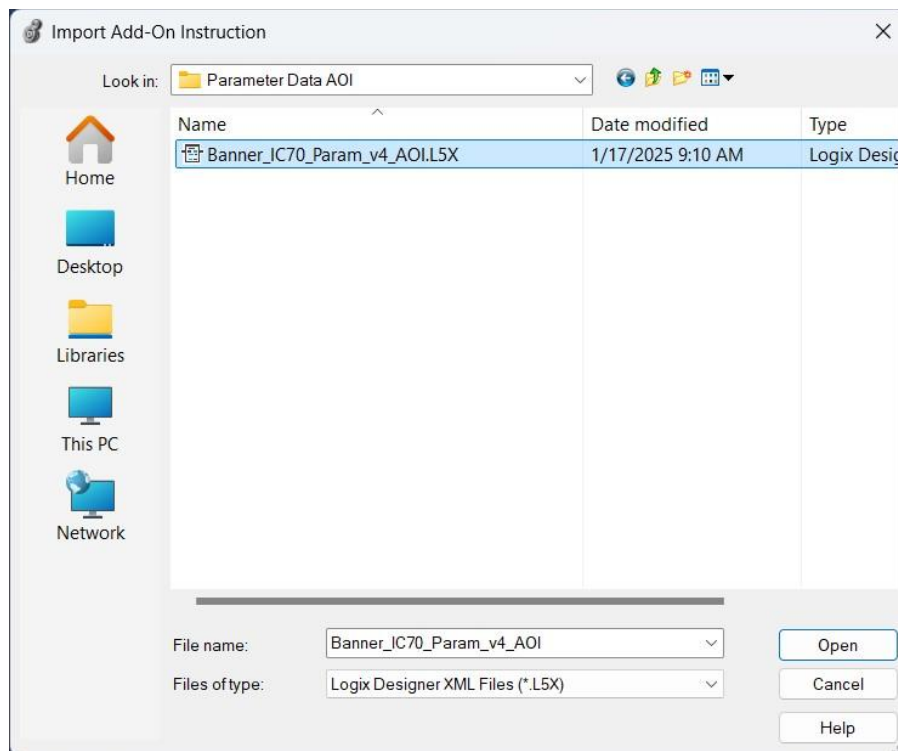 Import Add-On Instruction
Look in: Parameter Data AOI
Name Date modified Type
Banner_IC70_Param_v4_AOI.L5X 1/17/2025 9:10 AM Logix Desig
Home
Desktop
Libraries
This PC
Network
File name: Banner_IC70_Param_v4_AOI Open
Files of type: Logix Designer XML Files (*.L5X) Cancel
Help